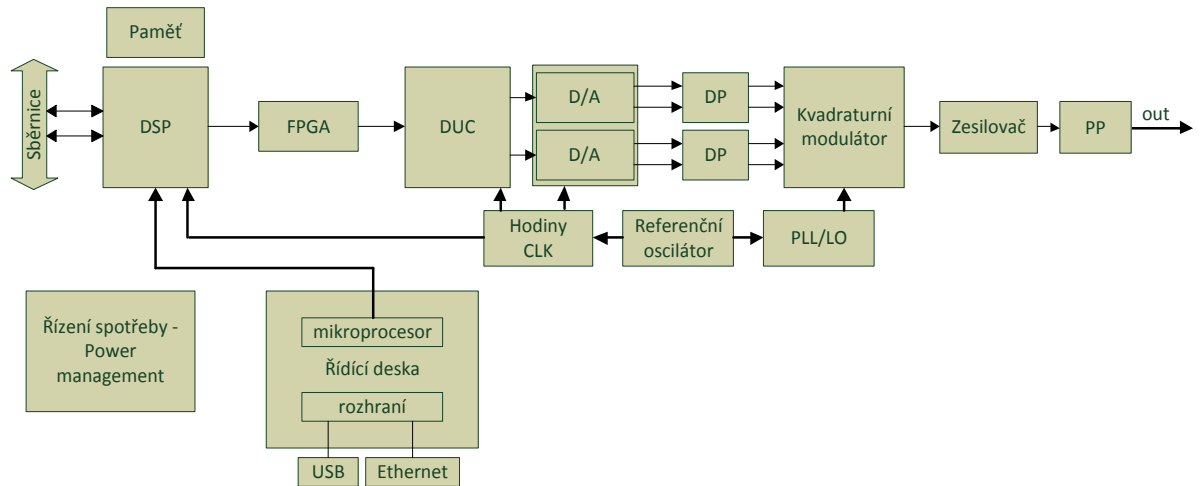 Paměť
Sběrnice
DSP
FPGA
DUC
D/A
D/A
DP
DP
Kvadraturní
modulátor
Zesilovač
PP
out
Hodiny
CLK
Referenční
oscilátor
PLL/LO
Řízení spotřeby -
Power
management
mikroprocesor
Řídící deska
rozhraní
USB
Ethernet